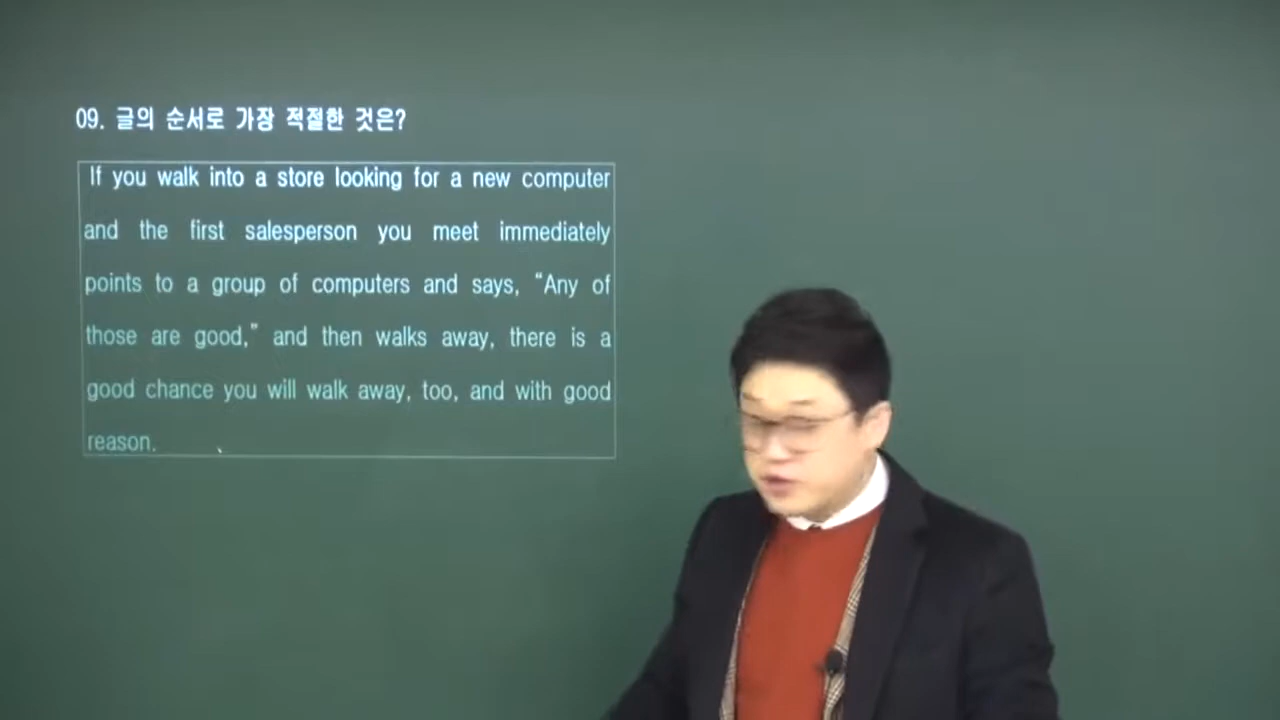 09. 글의 순서로 가장 적절한 것은?
If you walk into a store looking for a new computer
and the first salesperson you meet immediately
points to a group of computers and says, “Any of
those are good,” and then walks away, there is a
good chance you will walk away, too, and with good
reason.